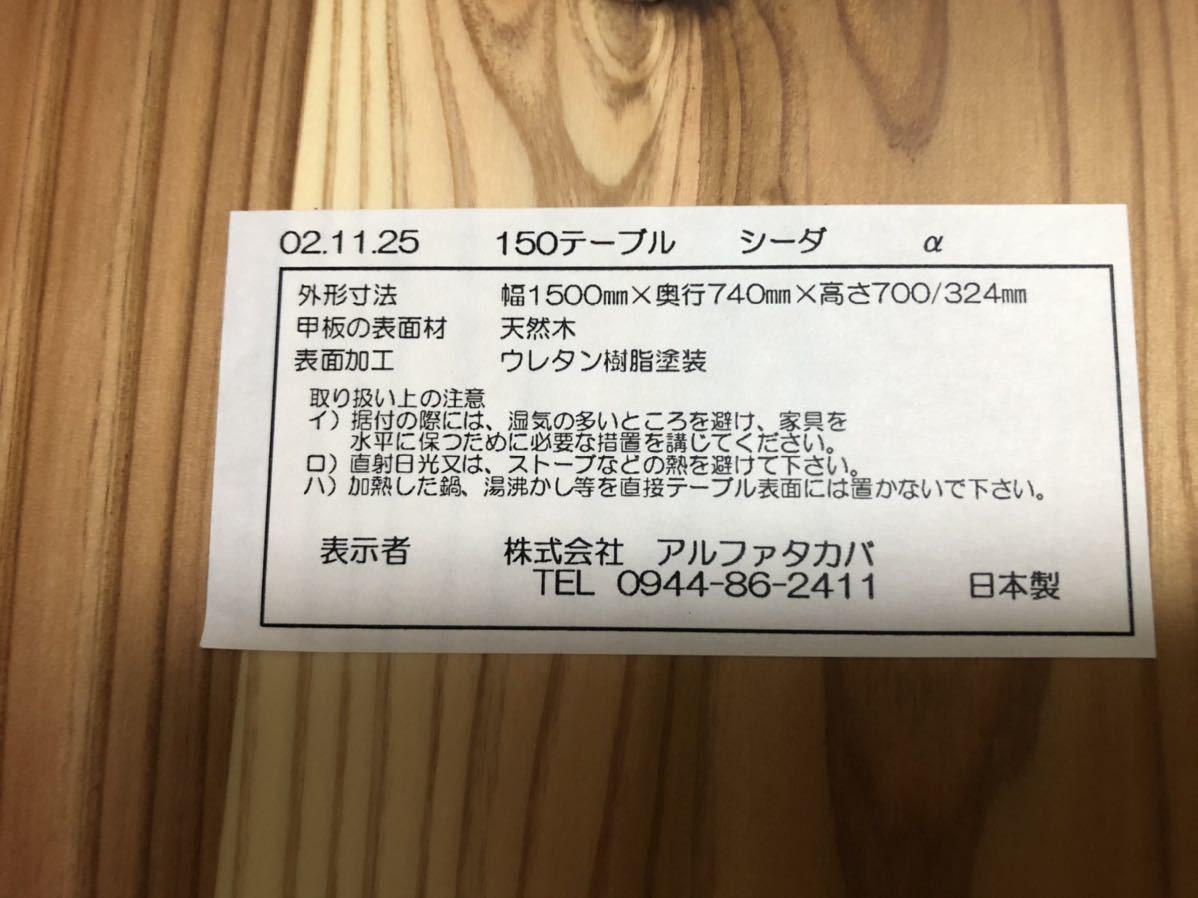 02.11.25 150テーブル シーダ α
外形寸法 幅1500㎜×奥行740㎜×高さ700/324㎜
甲板の表面材 天然木
表面加工 ウレタン樹脂塗装
取り扱い上の注意
イ）据付の際には、湿気の多いところを避け、家具を
水平に保つために必要な措置を講じてください。
ロ）直射日光又は、ストーブなどの熱を避けて下さい。
ハ）加熱した鍋、湯沸かし等を直接テーブル表面には置かないで下さい。
表示者 株式会社 アルファタカバ
TEL 0944-86-2411 日本製